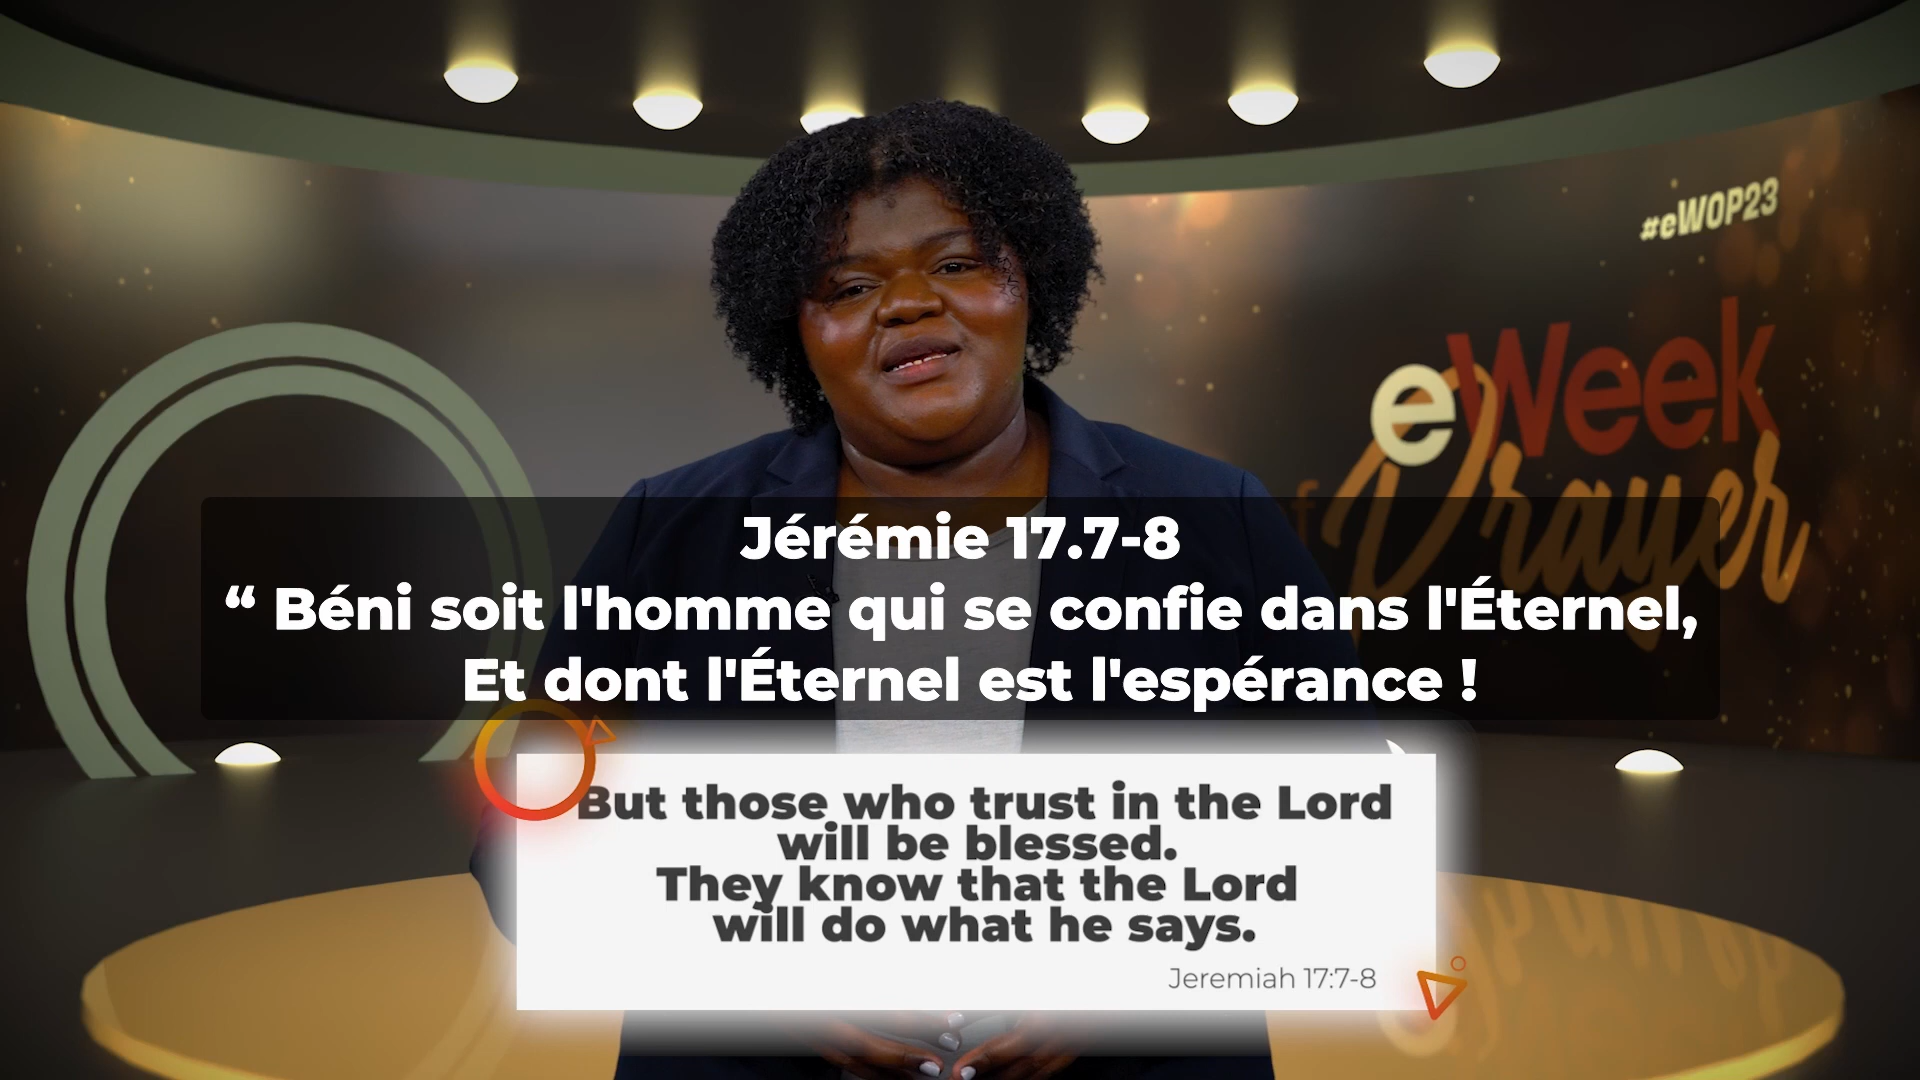 #eWOP23
eWeek
of Prayer
Jérémie 17.7-8
“ Béni soit l'homme qui se confie dans l'Éternel,
Et dont l'Éternel est l'espérance !
But those who trust in the Lord
will be blessed.
They know that the Lord
will do what he says.
Jeremiah 17:7-8